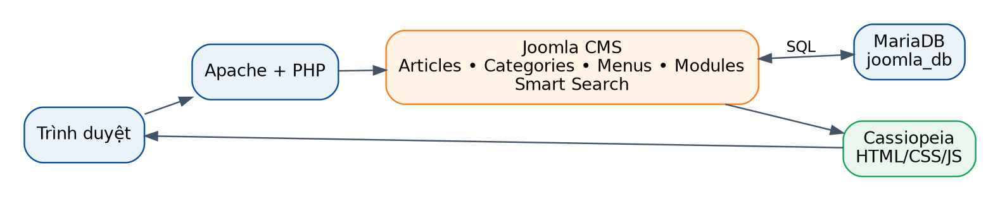 Trình duyệt
Apache + PHP
Joomla CMS
Articles • Categories • Menus • Modules
Smart Search
SQL
MariaDB
joomla_db
Cassiopeia
HTML/CSS/JS